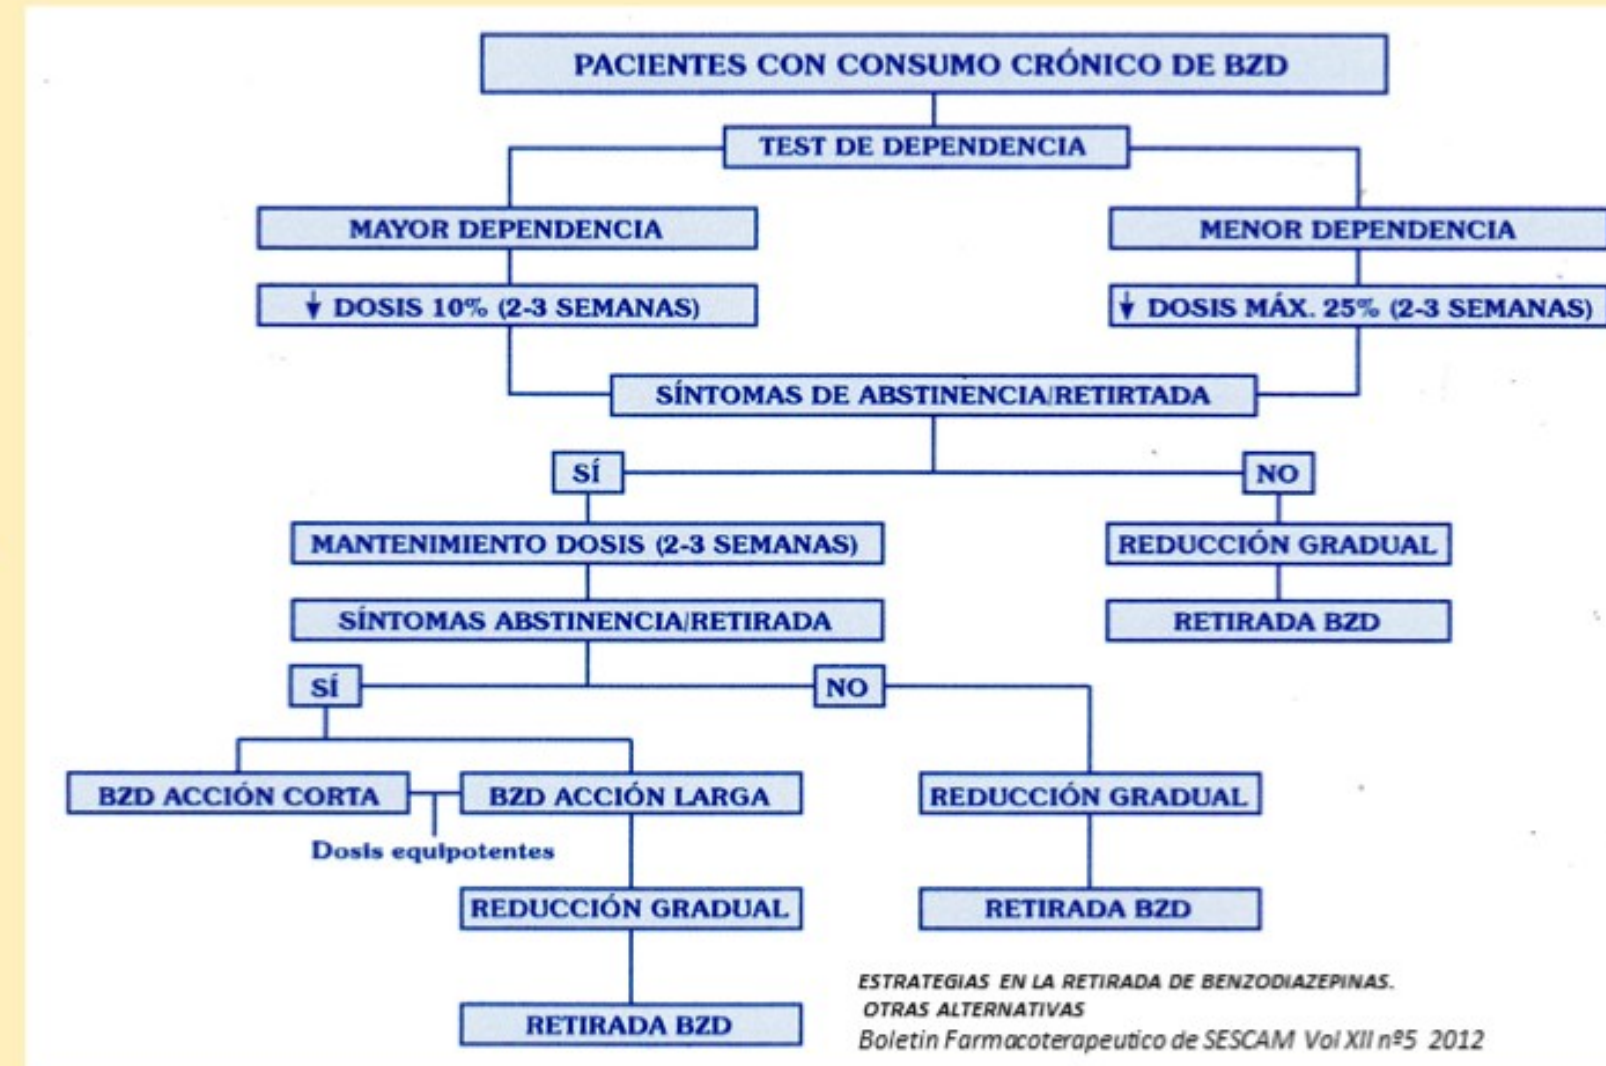 PACIENTES CON CONSUMO CRÓNICO DE BZD
TEST DE DEPENDENCIA
MAYOR DEPENDENCIA
MENOR DEPENDENCIA
↓ DOSIS 10% (2-3 SEMANAS)
↓ DOSIS MÁX. 25% (2-3 SEMANAS)
SÍNTOMAS DE ABSTINENCIA/RETIRTADA
SÍ
NO
MANTENIMIENTO DOSIS (2-3 SEMANAS)
REDUCCIÓN GRADUAL
SÍNTOMAS ABSTINENCIA/RETIRADA
RETIRADA BZD
SÍ
NO
BZD ACCIÓN CORTA
BZD ACCIÓN LARGA
REDUCCIÓN GRADUAL
Dosis equipotentes
REDUCCIÓN GRADUAL
RETIRADA BZD
RETIRADA BZD
ESTRATEGIAS EN LA RETIRADA DE BENZODIAZEPINAS.
OTRAS ALTERNATIVAS
Boletin Farmacoterapeutico de SESCAM Vol XII nº5 2012